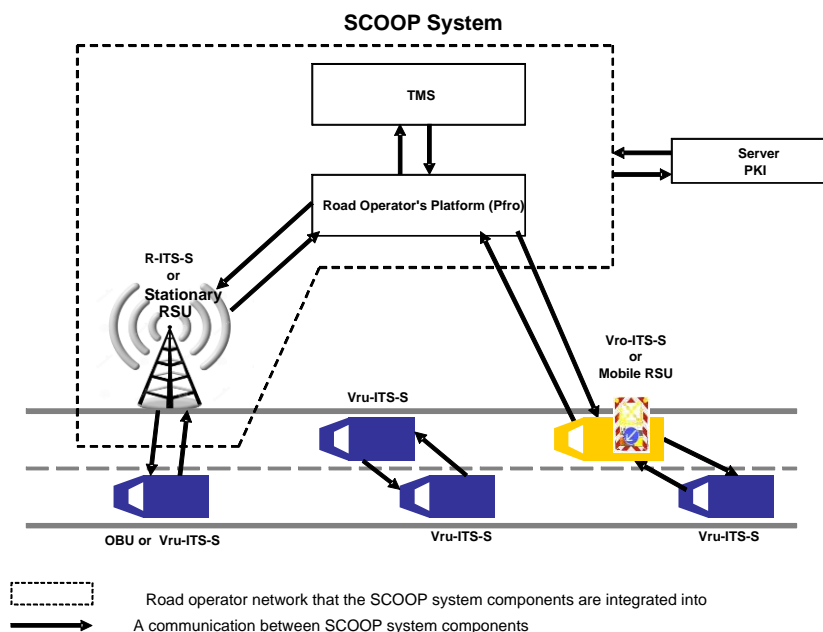 SCOOP System
TMS
Server
PKI
Road Operator's Platform (Pfro)
R-ITS-S
or
Stationary
RSU
Vro-ITS-S
or
Mobile RSU
Vru-ITS-S
OBU or Vru-ITS-S
Vru-ITS-S
Vru-ITS-S
Road operator network that the SCOOP system components are integrated into
A communication between SCOOP system components